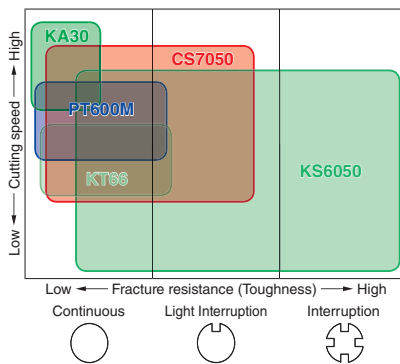 High
Cutting speed
Low
KA30
CS7050
PT600M
KT66
KS6050
Low Fracture resistance (Toughness) High
Continuous Light Interruption Interruption